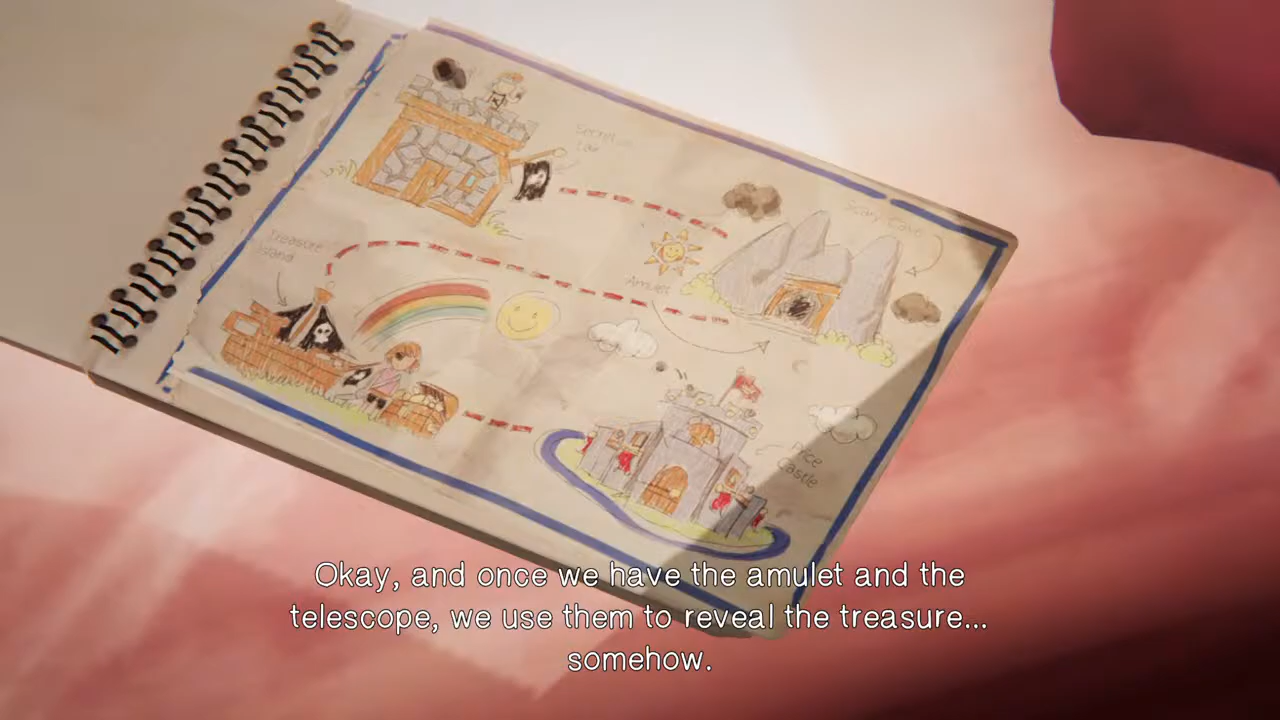 Secret
Lair
Scary Cave
Treasure
Island
Amulet
Castle
Okay, and once we have the amulet and the
telescope, we use them to reveal the treasure...
somehow.